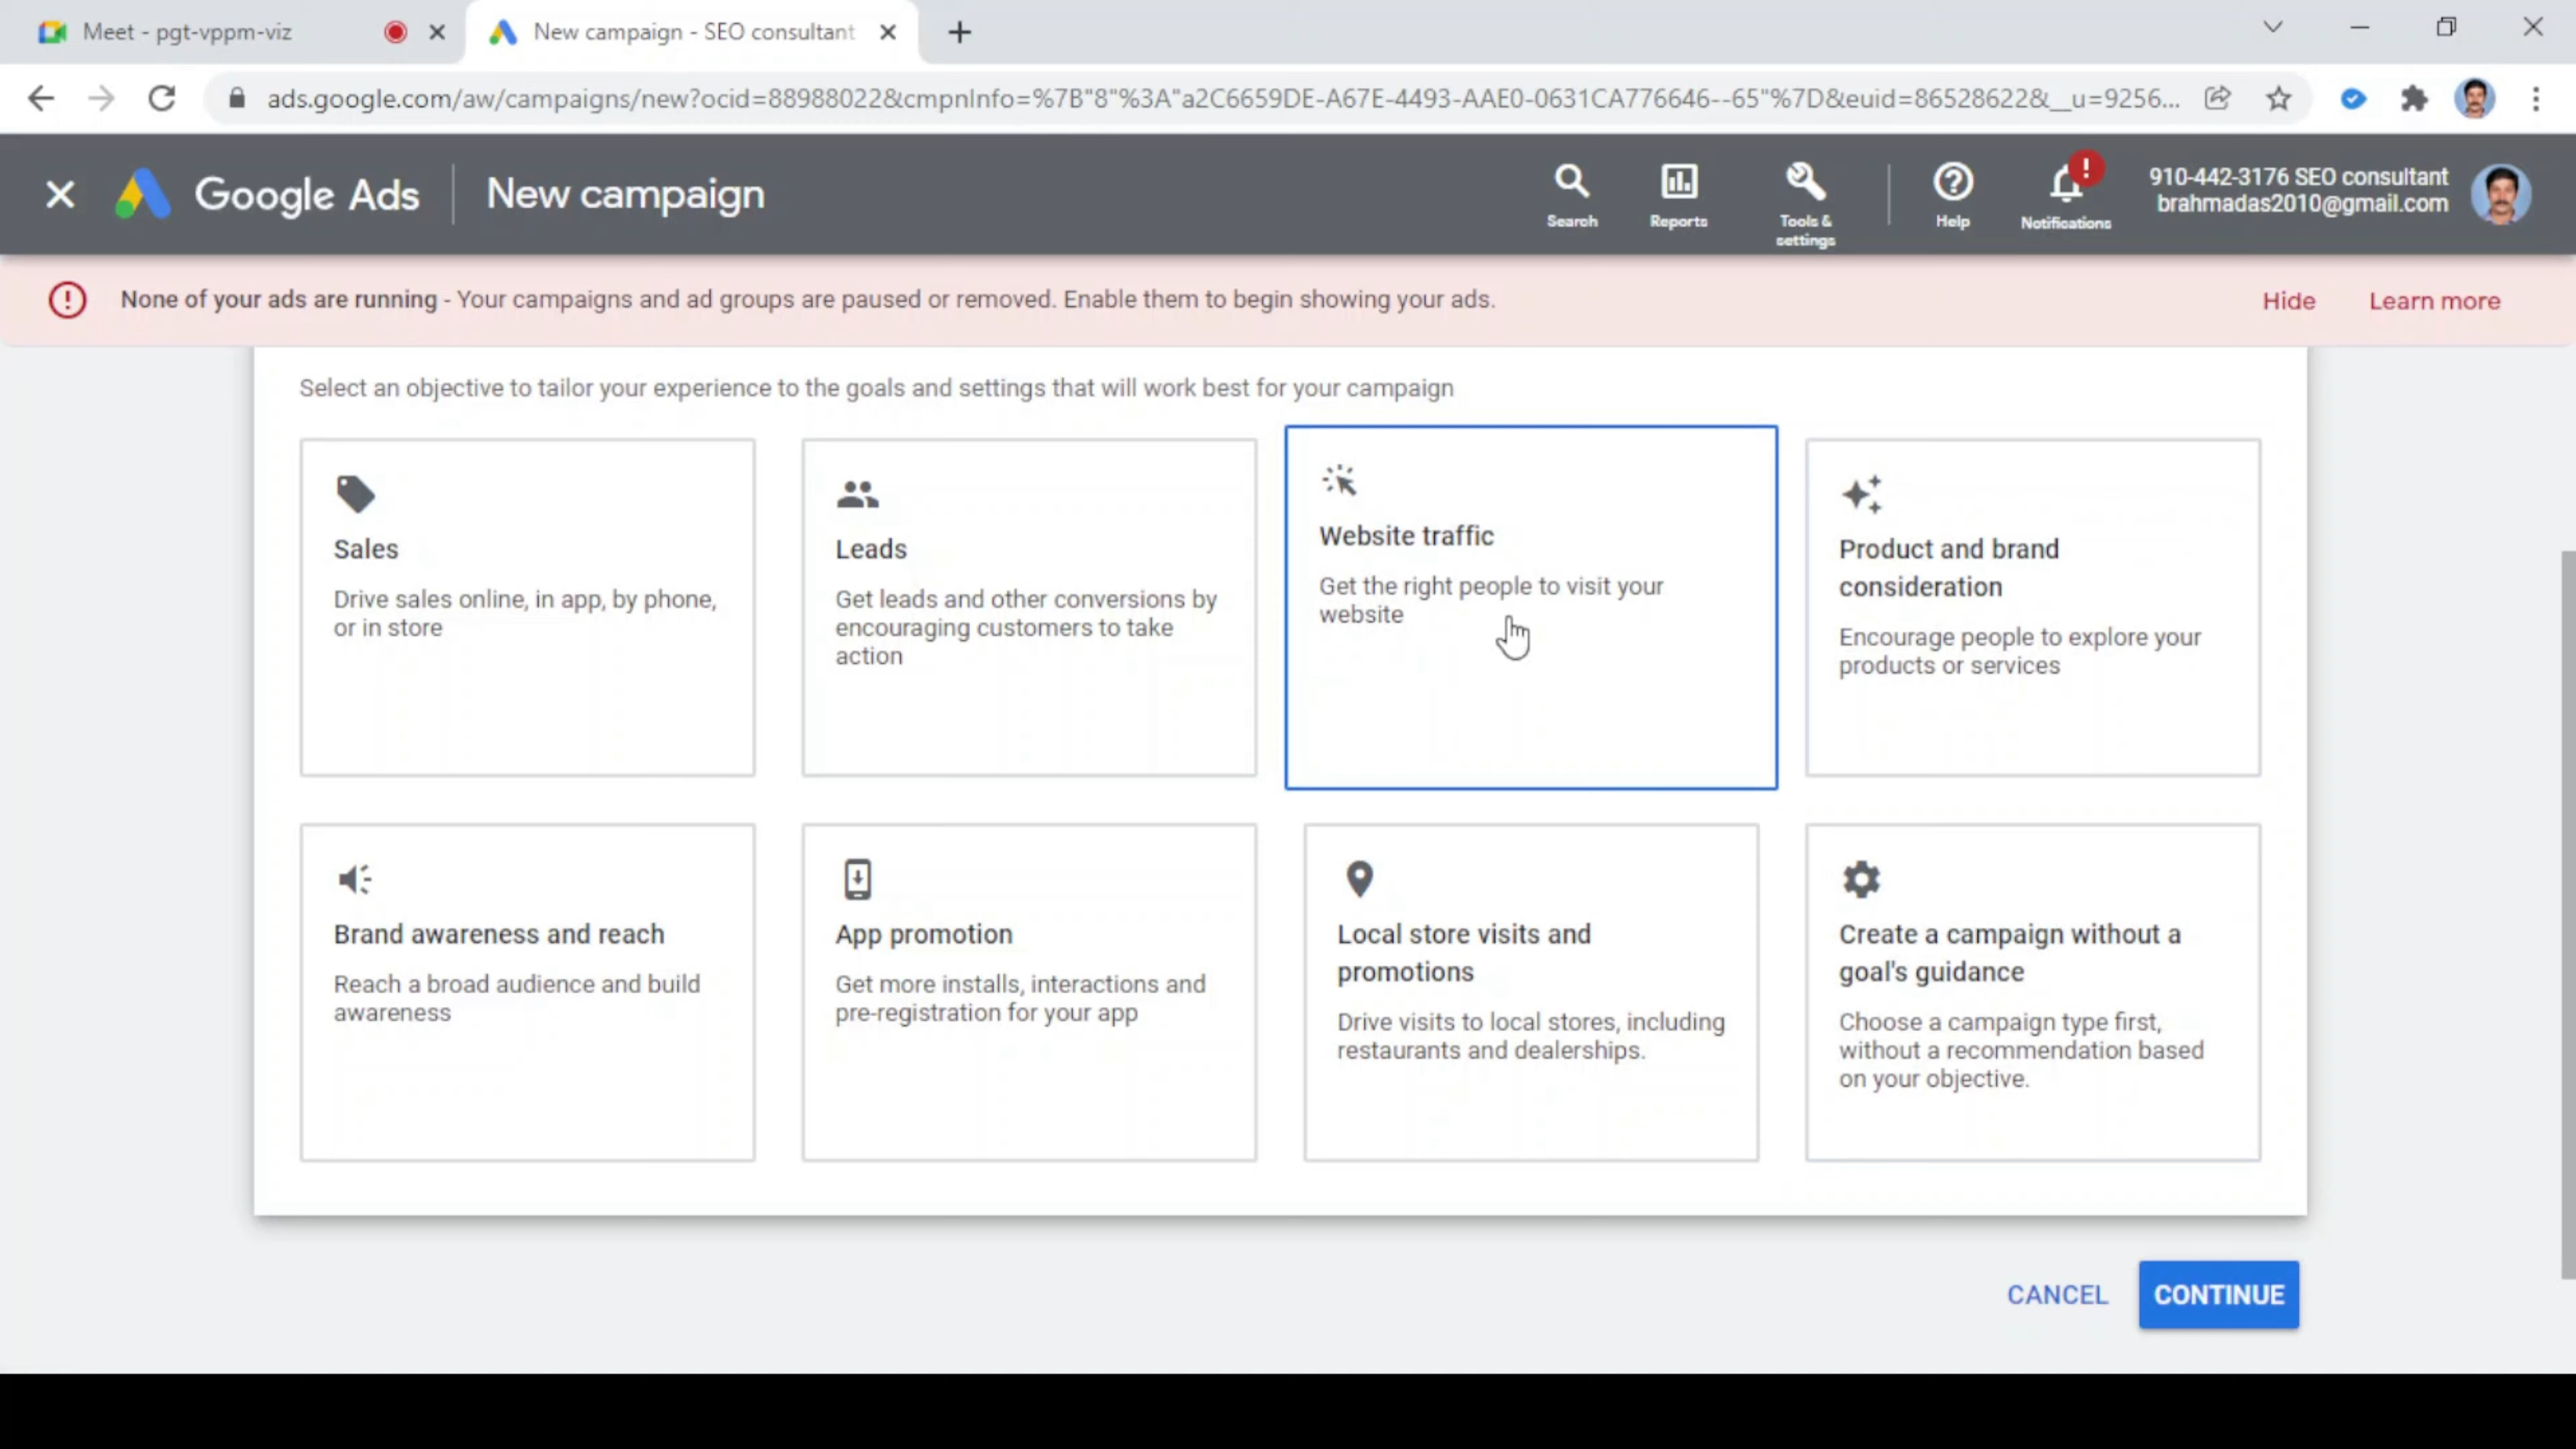 Meet - pgt-vppm-viz
New campaign - SEO consultant
ads.google.com/aw/campaigns/new?ocid=88988022&cmpnInfo=%7B"8"%3A"a2C6659DE-A67E-4493-AAE0-0631CA776646--65"%7D&euid=86528622&__u=9256...
Google Ads
New campaign
Search
Reports
Tools &
settings
Help
Notifications
910-442-3176 SEO consultant
brahmadas2010@gmail.com
None of your ads are running - Your campaigns and ad groups are paused or removed. Enable them to begin showing your ads.
Hide
Learn more
Select an objective to tailor your experience to the goals and settings that will work best for your campaign
Sales
Drive sales online, in app, by phone,
or in store
Leads
Get leads and other conversions by
encouraging customers to take
action
Website traffic
Get the right people to visit your
website
Product and brand
consideration
Encourage people to explore your
products or services
Brand awareness and reach
Reach a broad audience and build
awareness
App promotion
Get more installs, interactions and
pre-registration for your app
Local store visits and
promotions
Drive visits to local stores, including
restaurants and dealerships.
Create a campaign without a
goal's guidance
Choose a campaign type first,
without a recommendation based
on your objective.
CANCEL
CONTINUE